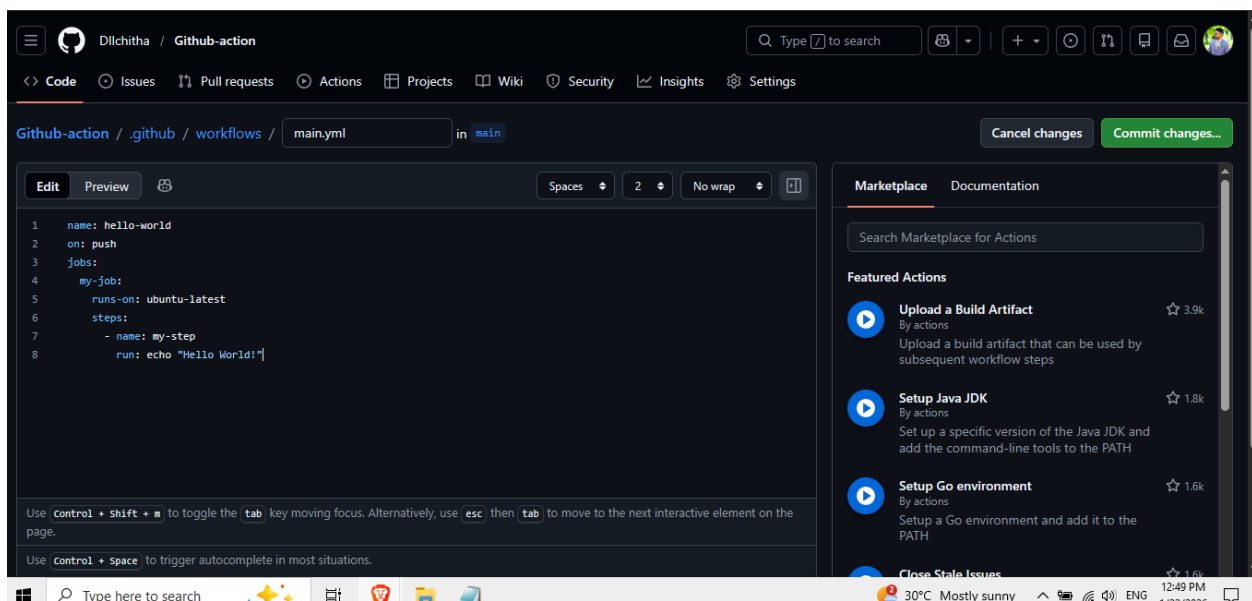 DIlchitha / Github-action
Type / to search
Code Issues Pull requests Actions Projects Wiki Security Insights Settings
Github-action / .github / workflows / main.yml in main
Cancel changes Commit changes...
Edit Preview
Spaces 2 No wrap
1 name: hello-world
2 on: push
3 jobs:
4 my-job:
5 runs-on: ubuntu-latest
6 steps:
7 - name: my-step
8 run: echo "Hello World!"
Use Control + Shift + m to toggle the tab key moving focus. Alternatively, use esc then tab to move to the next interactive element on the
page.
Use Control + Space to trigger autocomplete in most situations.
Marketplace Documentation
Search Marketplace for Actions
Featured Actions
Upload a Build Artifact 3.9k
By actions
Upload a build artifact that can be used by
subsequent workflow steps
Setup Java JDK 1.8k
By actions
Set up a specific version of the Java JDK and
add the command-line tools to the PATH
Setup Go environment 1.6k
By actions
Setup a Go environment and add it to the
PATH
Close Stale Issues 1.6k
Type here to search
2
30°C Mostly sunny
ENG
12:49 PM